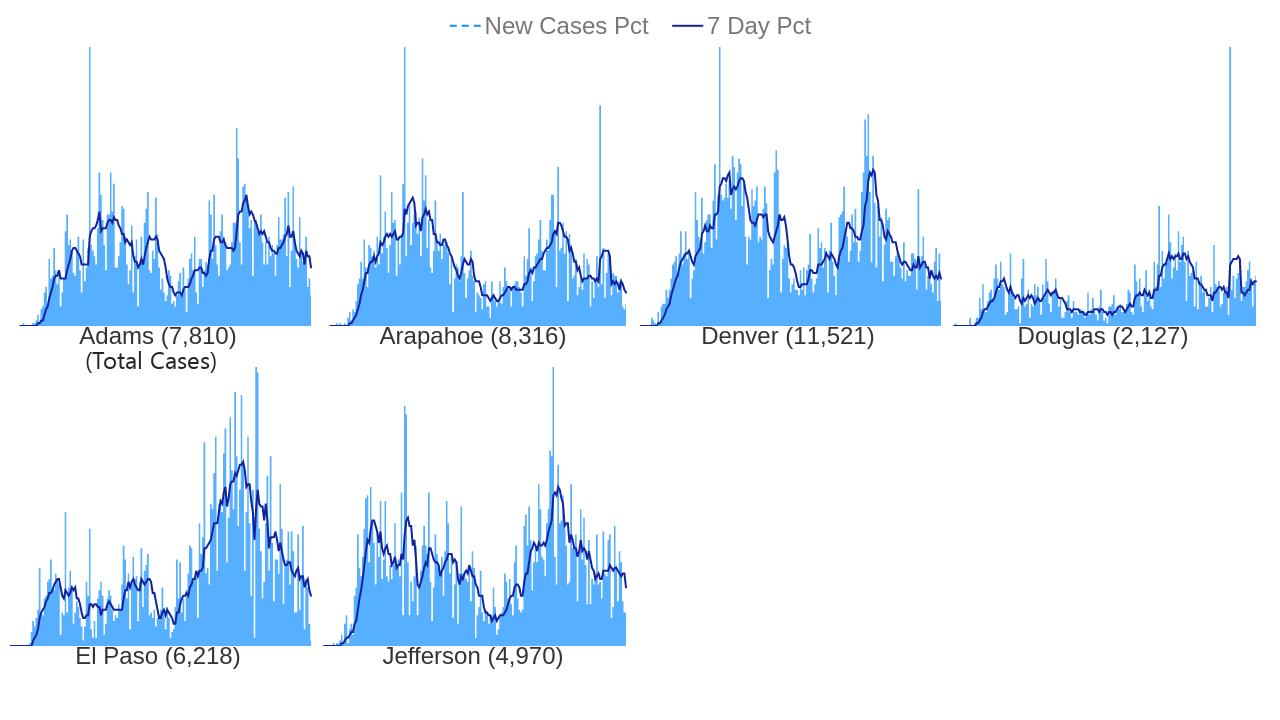 New Cases Pct 7 Day Pct
Adams (7,810) Arapahoe (8,316) Denver (11,521) Douglas (2,127)
(Total Cases)
El Paso (6,218) Jefferson (4,970)